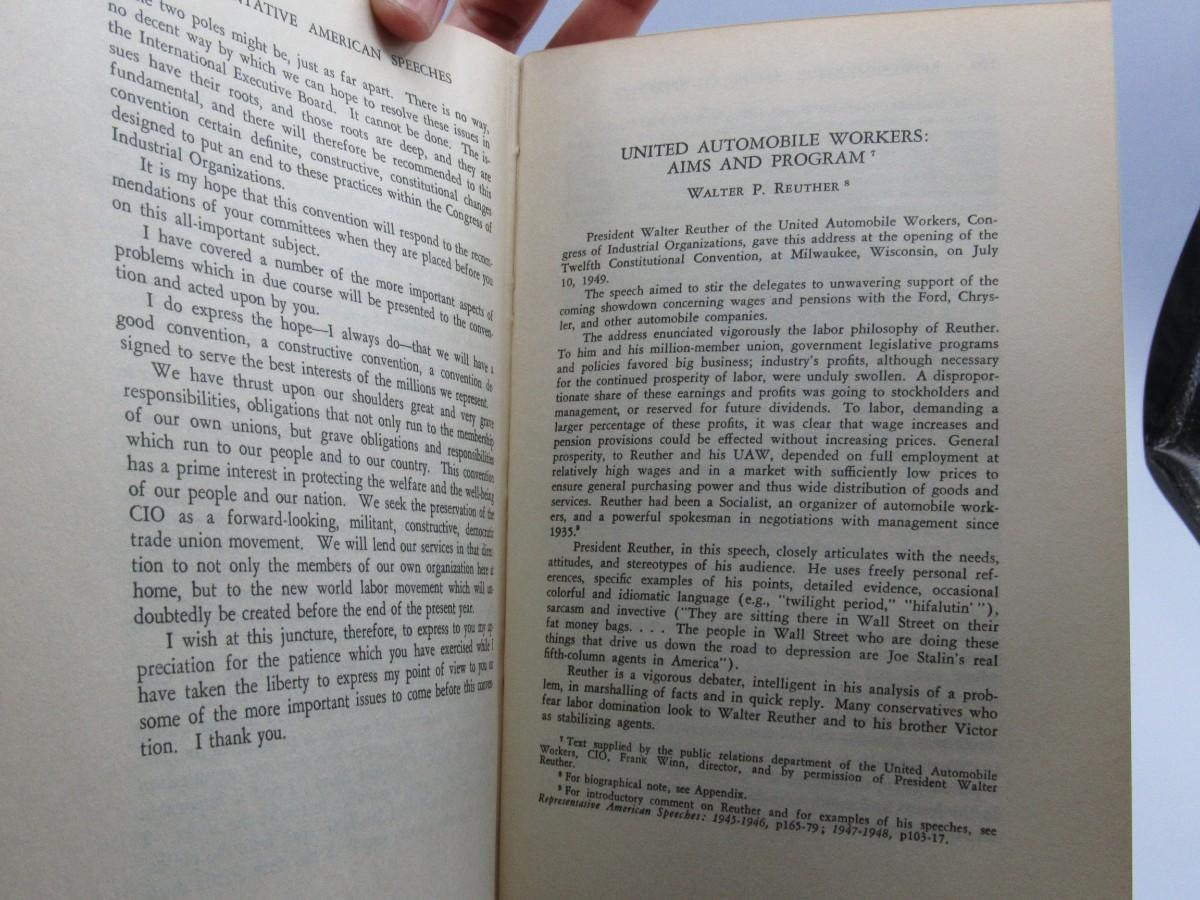 NTATIVE AMERICAN SPEECHES
the two poles might be, just as far apart. There is no way,
no decent way by which we can hope to resolve these issues in
the International Executive Board. It cannot be done. The is-
sues have their roots, and those roots are deep, and they are
fundamental, and there will therefore be recommended to this
convention certain definite, constructive, constitutional changes
designed to put an end to these practices within the Congress of
Industrial Organizations.
It is my hope that this convention will respond to the recom-
mendations of your committees when they are placed before you
on this all-important subject.
I have covered a number of the more important aspects of
problems which in due course will be presented to the conven-
tion and acted upon by you.
I do express the hope—I always do—that we will have a
good convention, a constructive convention, a convention de
signed to serve the best interests of the millions we represent.
We have thrust upon our shoulders great and very grave
responsibilities, obligations that not only run to the membership
of our own unions, but grave obligations and responsibilities
which run to our people and to our country. This convention
has a prime interest in protecting the welfare and the well-being
of our people and our nation. We seek the preservation of the
CIO as a forward-looking, militant, constructive, democratic
trade union movement. We will lend our services in that direc
tion to not only the members of our own organization here at
home, but to the new world labor movement which will un-
doubtedly be created before the end of the present year.
I wish at this juncture, therefore, to express to you my ap-
preciation for the patience which you have exercised while I
have taken the liberty to express my point of view to you on
some of the more important issues to come before this conven-
tion. I thank you.
UNITED AUTOMOBILE WORKERS:
AIMS AND PROGRAM 7
WALTER P. REUTHER 8
President Walter Reuther of the United Automobile Workers, Con-
gress of Industrial Organizations, gave this address at the opening of the
Twelfth Constitutional Convention, at Milwaukee, Wisconsin, on July
10, 1949.
The speech aimed to stir the delegates to unwavering support of the
coming showdown concerning wages and pensions with the Ford, Chrys-
ler, and other automobile companies.
The address enunciated vigorously the labor philosophy of Reuther.
To him and his million-member union, government legislative programs
and policies favored big business; industry's profits, although necessary
for the continued prosperity of labor, were unduly swollen. A dispropor-
tionate share of these earnings and profits was going to stockholders and
management, or reserved for future dividends. To labor, demanding a
larger percentage of these profits, it was clear that wage increases and
pension provisions could be effected without increasing prices. General
prosperity, to Reuther and his UAW, depended on full employment at
relatively high wages and in a market with sufficiently low prices to
ensure general purchasing power and thus wide distribution of goods and
services. Reuther had been a Socialist, an organizer of automobile work-
ers, and a powerful spokesman in negotiations with management since
1935.9
President Reuther, in this speech, closely articulates with the needs,
attitudes, and stereotypes of his audience. He uses freely personal ref-
erences, specific examples of his points, detailed evidence, occasional
colorful and idiomatic language (e.g., "twilight period," "hifalutin' "),
sarcasm and invective ("They are sitting there in Wall Street on their
fat money bags. . . . The people in Wall Street who are doing these
things that drive us down the road to depression are Joe Stalin's real
fifth-column agents in America").
Reuther is a vigorous debater, intelligent in his analysis of a prob-
lem, in marshalling of facts and in quick reply. Many conservatives who
fear labor domination look to Walter Reuther and to his brother Victor
as stabilizing agents.
7 Text supplied by the public relations department of the United Automobile
Workers, CIO, Frank Winn, director, and by permission of President Walter
Reuther.
8 For biographical note, see Appendix.
9 For introductory comment on Reuther and for examples of his speeches, see
Representative American Speeches: 1945-1946, p165-79; 1947-1948, p103-17.